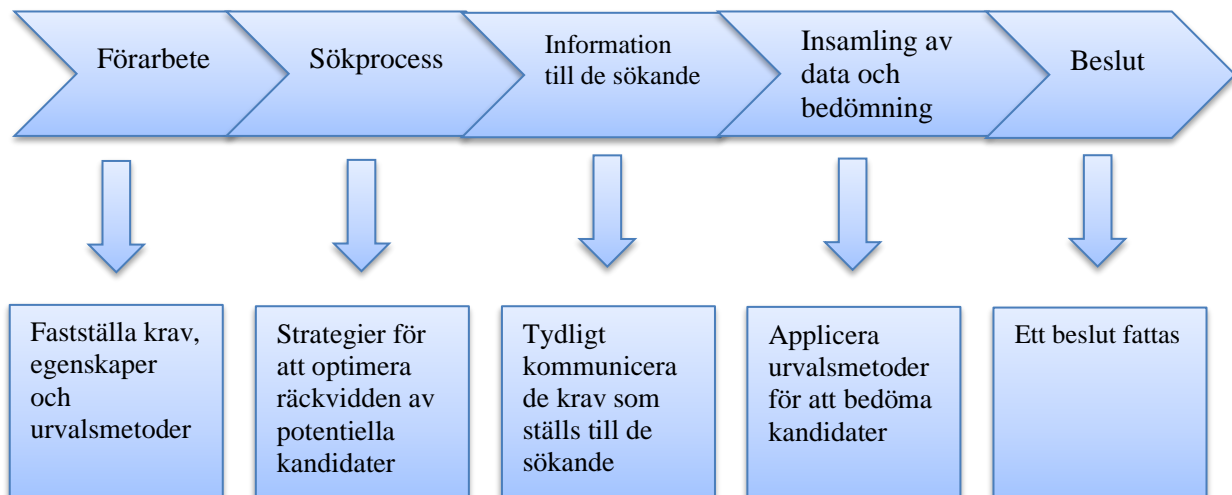 Förarbete
Sökprocess
Information
till de sökande
Insamling av
data och
bedömning
Beslut
Fastställa krav,
egenskaper
och
urvalsmetoder
Strategier för
att optimera
räckvidden av
potentiella
kandidater
Tydligt
kommunicera
de krav som
ställs till de
sökande
Applicera
urvalsmetoder
för att bedöma
kandidater
Ett beslut fattas